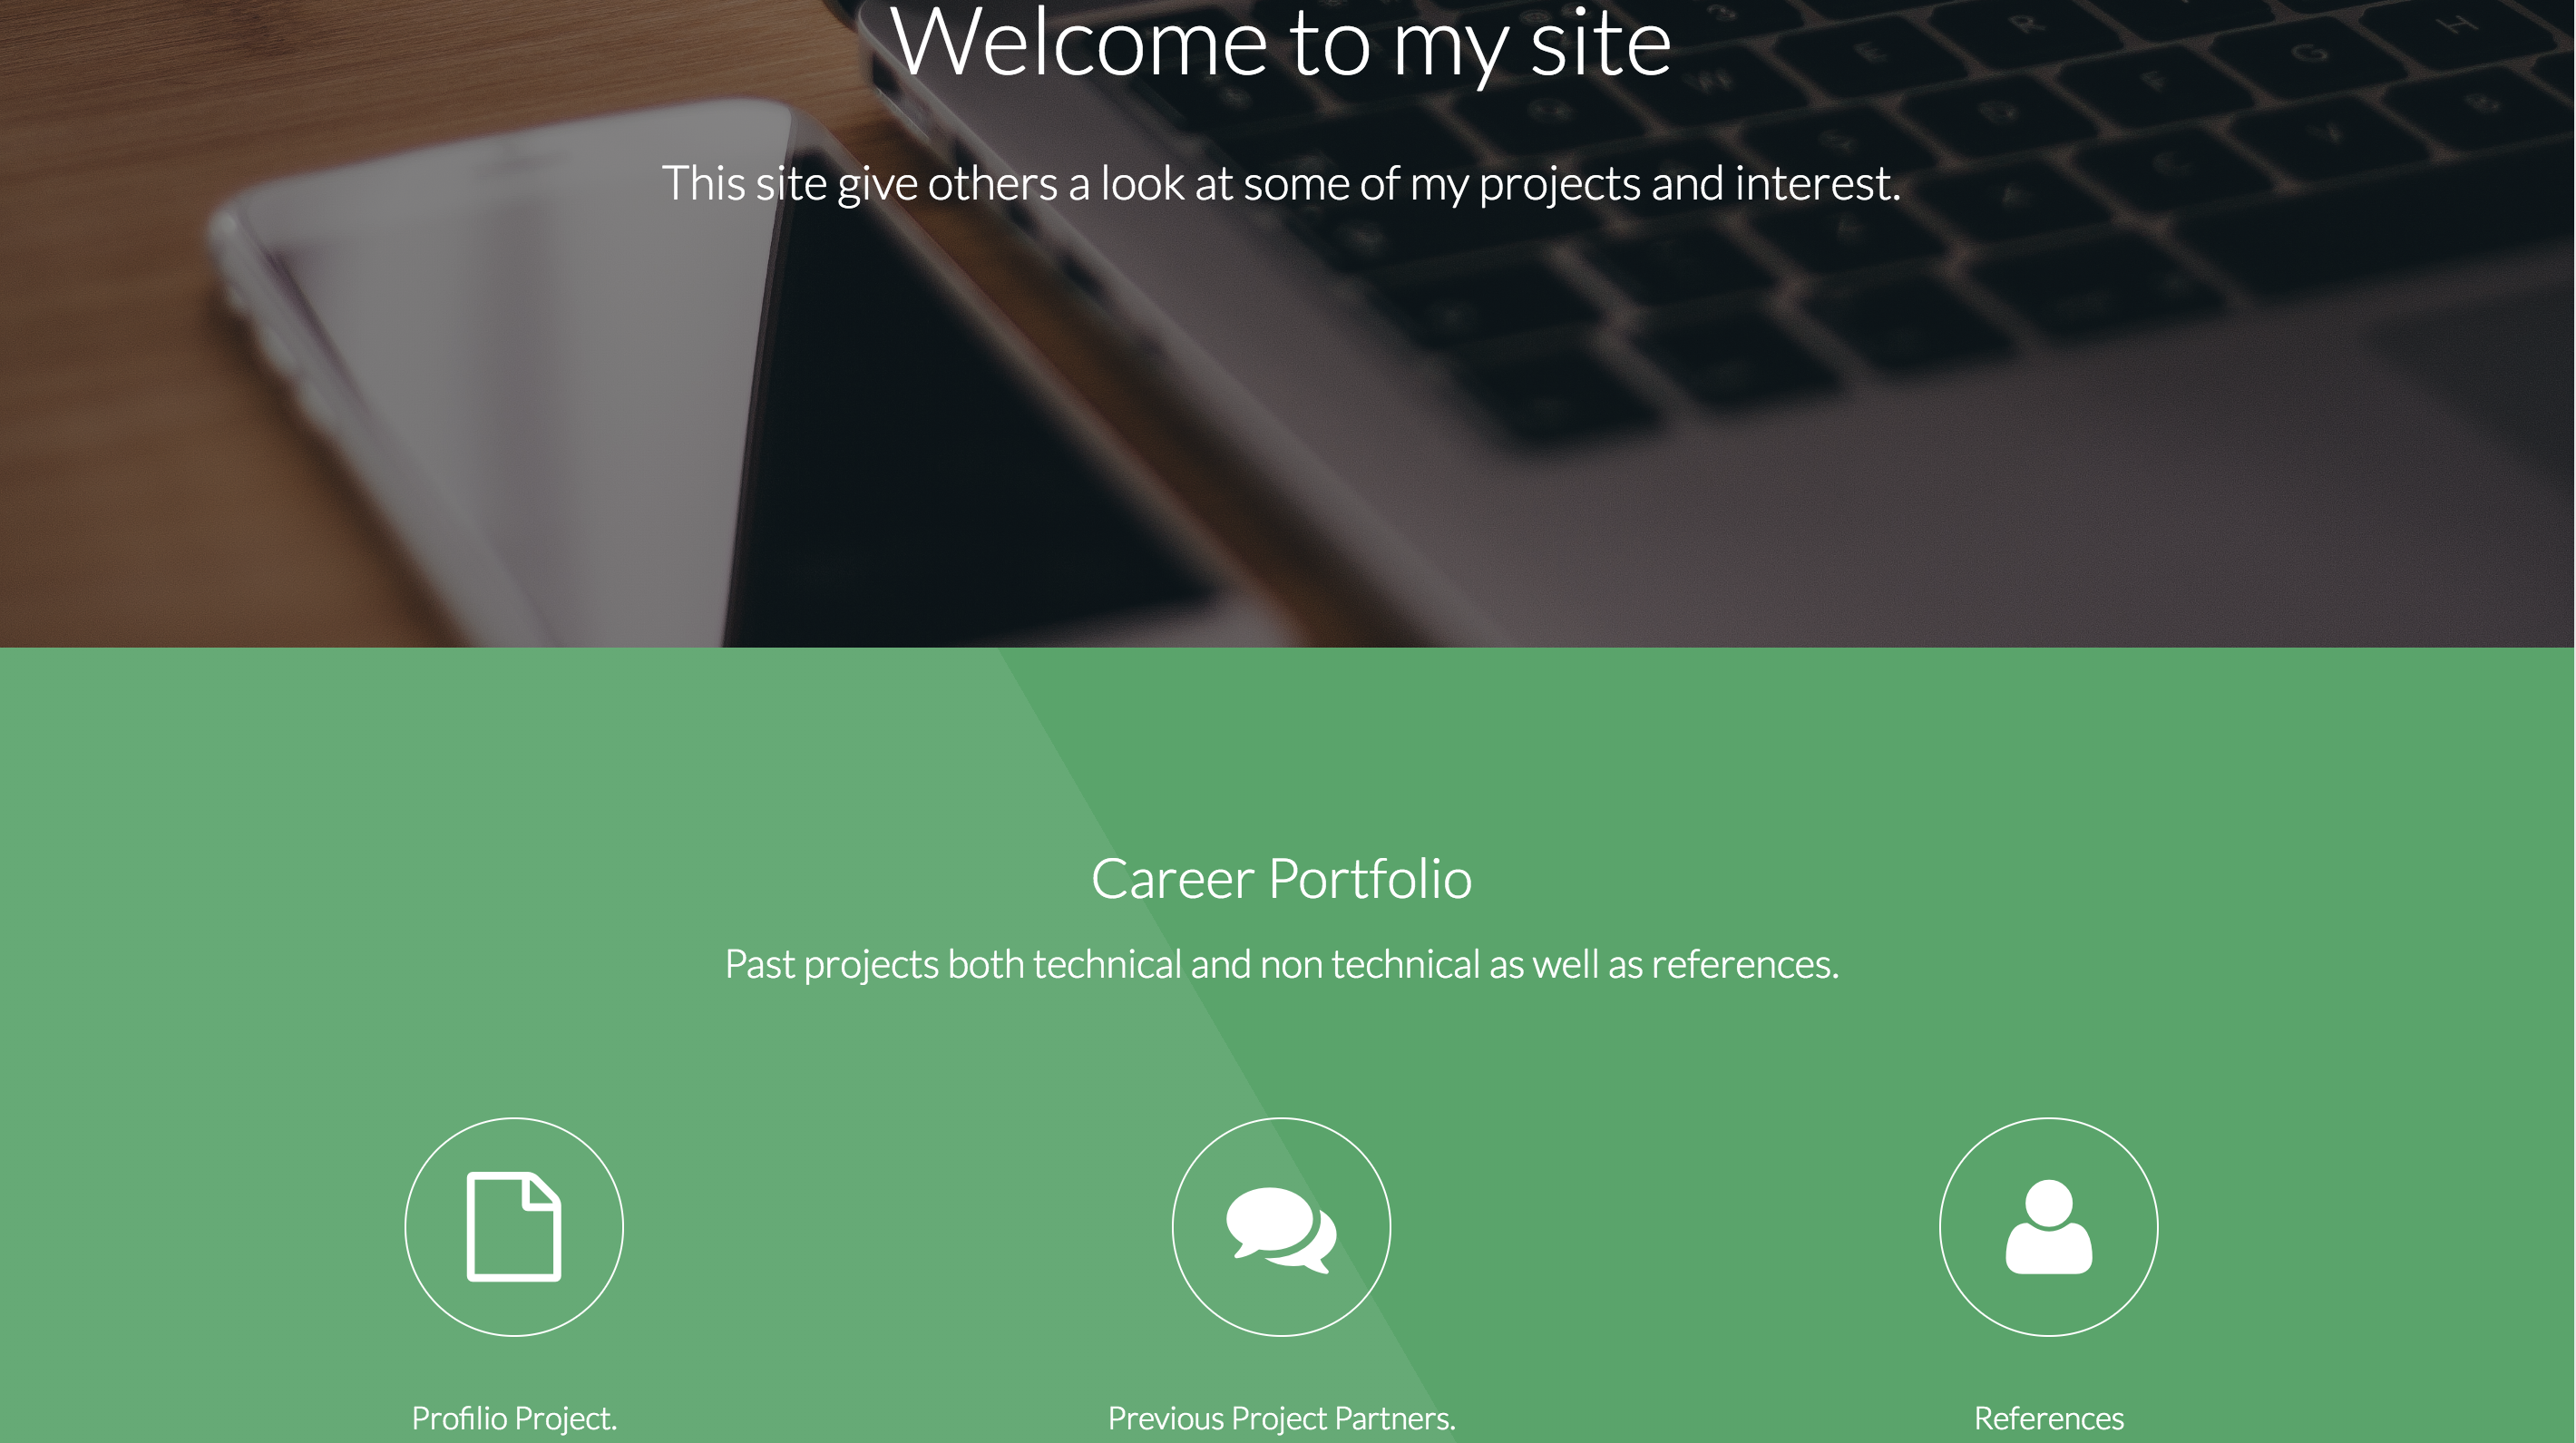 Welcome to my site
This site give others a look at some of my projects and interest.
Career Portfolio
Past projects both technical and non technical as well as references.
Profilio Project.
Previous Project Partners.
References